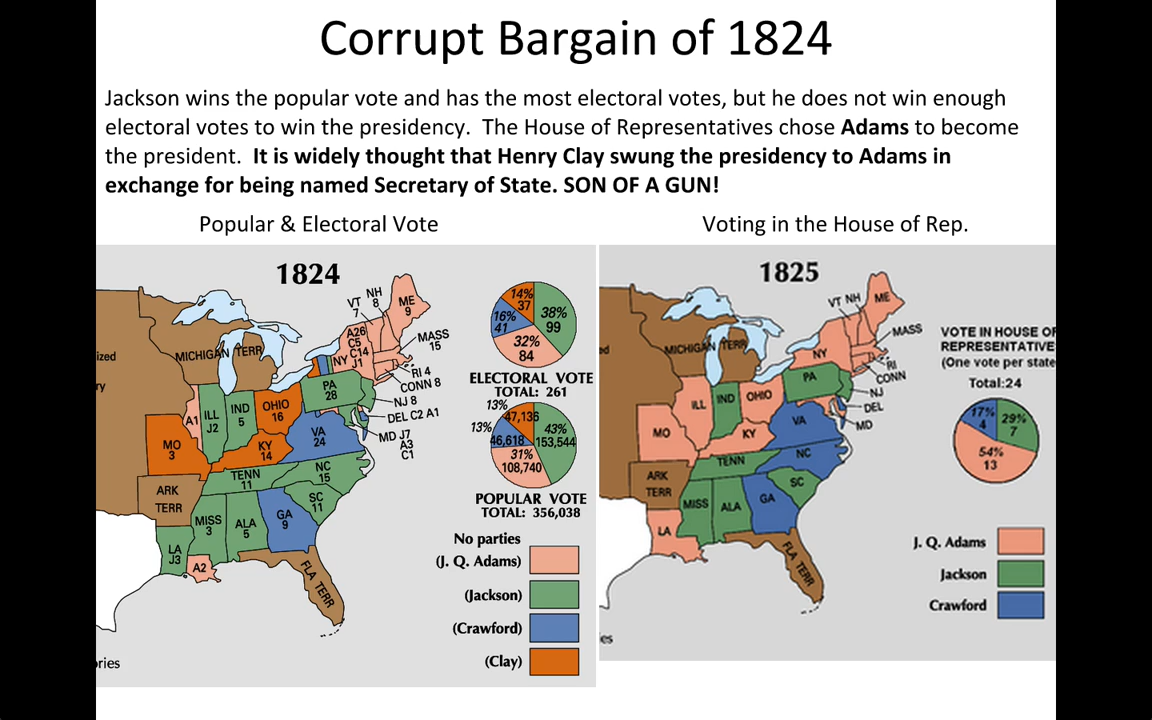 Corrupt Bargain of 1824
Jackson wins the popular vote and has the most electoral votes, but he does not win enough
electoral votes to win the presidency. The House of Representatives chose Adams to become
the president. It is widely thought that Henry Clay swung the presidency to Adams in
exchange for being named Secretary of State. SON OF A GUN!
Popular & Electoral Vote
1824
NH
8
VT
7
ME
9
MASS
15
A26
C5
C14
J1
NY
RI 4
CONN 8
NJ 8
DEL C2 A1
MD J7
A3
C1
MICHIGAN TERR
PA
28
OHIO
16
IND
5
ILL
J2
A1
MO
3
KY
14
VA
24
TENN
11
NC
15
SC
11
GA
9
ALA
5
MISS
3
LA
J3
A2
ARK
TERR
FLA TERR
ized
ry
ories
14%
37
16%
41
38%
99
32%
84
ELECTORAL VOTE
TOTAL: 261
13%
47,136
13%
46,618
43%
153,544
31%
108,740
POPULAR VOTE
TOTAL: 356,038
No parties
(J. Q. Adams)
(Jackson)
(Crawford)
(Clay)
Voting in the House of Rep.
1825
VT NH
ME
MASS
NY
RI
CONN
NJ
DEL
MD
MICHIGAN TERR
PA
OHIO
IND
ILL
MO
KY
VA
NC
TENN
SC
GA
ALA
MISS
LA
ARK
TERR
FLA TERR
ed
es
VOTE IN HOUSE OF
REPRESENTATIVE
(One vote per state
Total:24
17%
4
29%
7
54%
13
J. Q. Adams
Jackson
Crawford